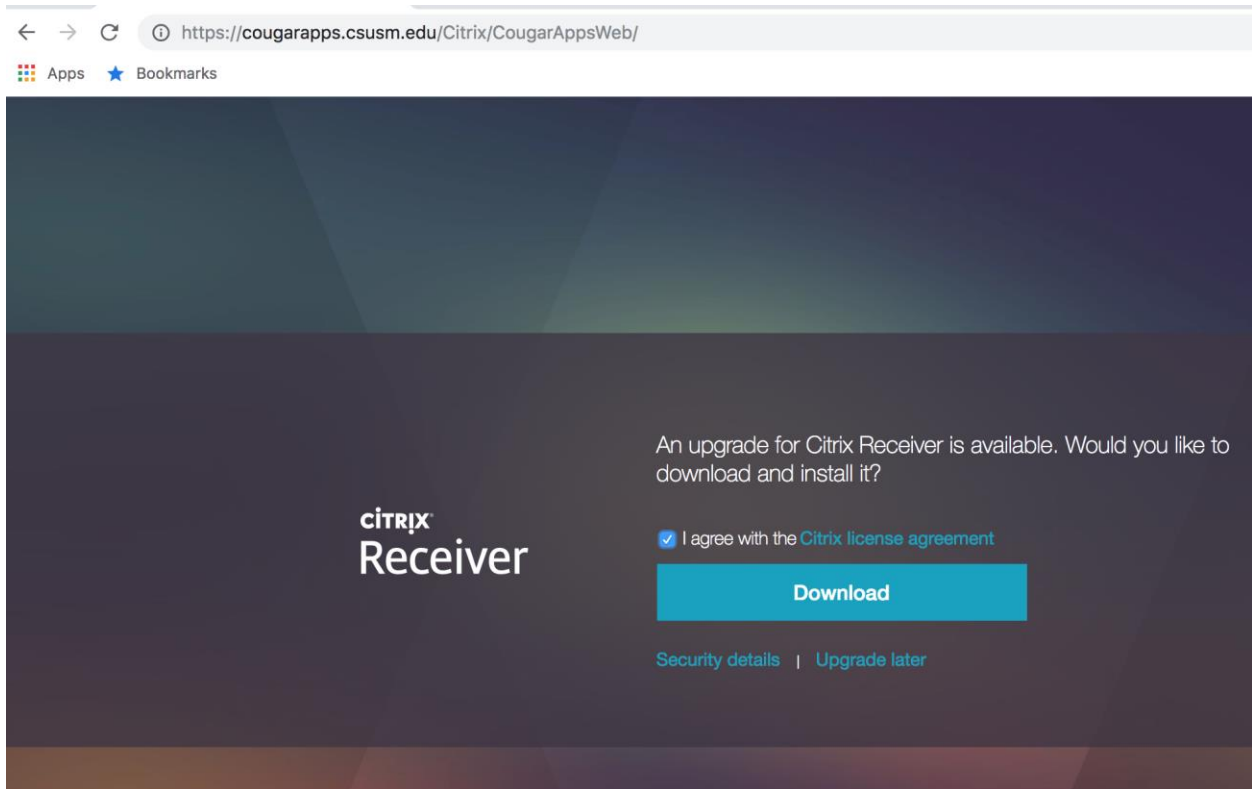 https://cougarapps.csusm.edu/Citrix/CougarAppsWeb/
Apps Bookmarks
An upgrade for Citrix Receiver is available. Would you like to
download and install it?
CITRIX
Receiver
I agree with the Citrix license agreement
Download
Security details | Upgrade later